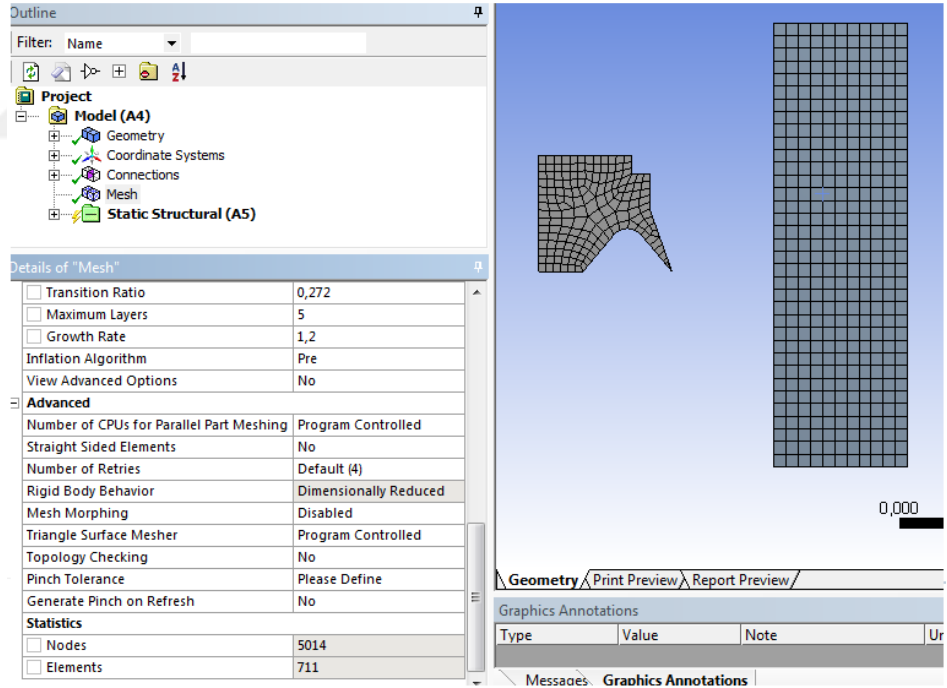 Outline
Filter: Name
Project
Model (A4)
Geometry
Coordinate Systems
Connections
Mesh
Static Structural (A5)
Details of "Mesh"
Transition Ratio 0,272
Maximum Layers 5
Growth Rate 1,2
Inflation Algorithm Pre
View Advanced Options No
Advanced
Number of CPUs for Parallel Part Meshing Program Controlled
Straight Sided Elements No
Number of Retries Default (4)
Rigid Body Behavior Dimensionally Reduced
Mesh Morphing Disabled
Triangle Surface Mesher Program Controlled
Topology Checking No
Pinch Tolerance Please Define
Generate Pinch on Refresh No
Statistics
Nodes 5014
Elements 711
0,000
Geometry Print Preview Report Preview
Graphics Annotations
Type Value Note Un
Messages Graphics Annotations